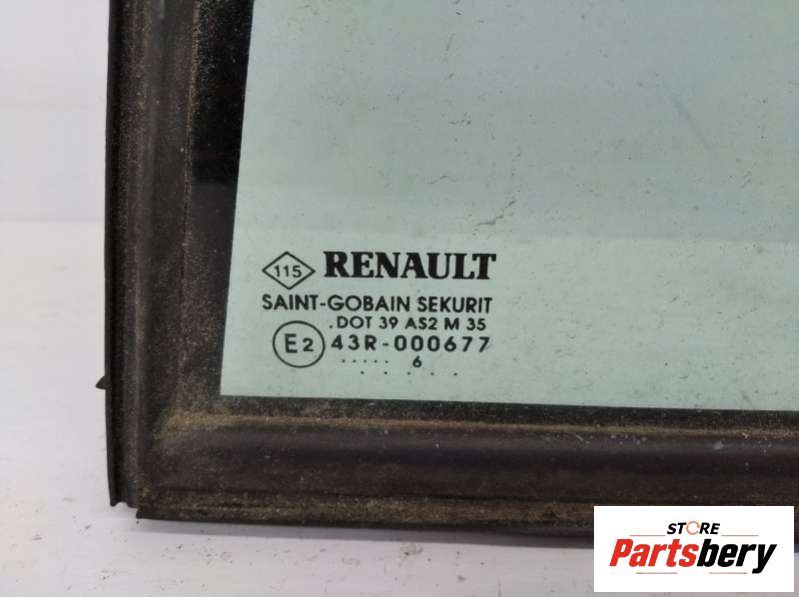 115 RENAULT
SAINT-GOBAIN SEKURIT
.DOT 39 AS2 M 35
E2 43R-000677
..... 6
. . . . . .
STORE
Partsbery